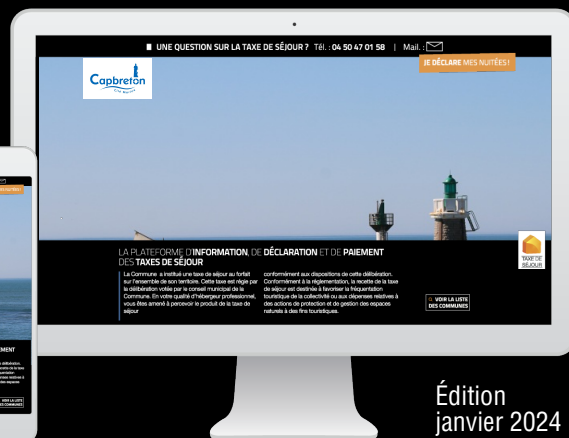 UNE QUESTION SUR LA TAXE DE SÉJOUR ? Tél. : 04 50 47 01 58 | Mail. :
JE DÉCLARE MES NUITÉES !
Capbreton
LA PLATEFORME D'INFORMATION, DE DÉCLARATION ET DE PAIEMENT
DES TAXES DE SÉJOUR
La Commune a institué une taxe de séjour au forfait
sur l'ensemble de son territoire. Cette taxe est régie par
la délibération votée par le conseil municipal de la
Commune. En votre qualité d'hébergeur professionnel,
vous êtes amené à percevoir le produit de la taxe de
séjour
conformément aux dispositions de cette délibération.
Conformément à la réglementation, la recette de la taxe
de séjour est destinée à favoriser la fréquentation
touristique de la collectivité ou aux dépenses relatives à
des actions de protection et de gestion des espaces
naturels à des fins touristiques.
TAXE DE
SÉJOUR
VOIR LA LISTE
DES COMMUNES
EMENT
VOIR LA LISTE
DES COMMUNES
Édition
janvier 2024